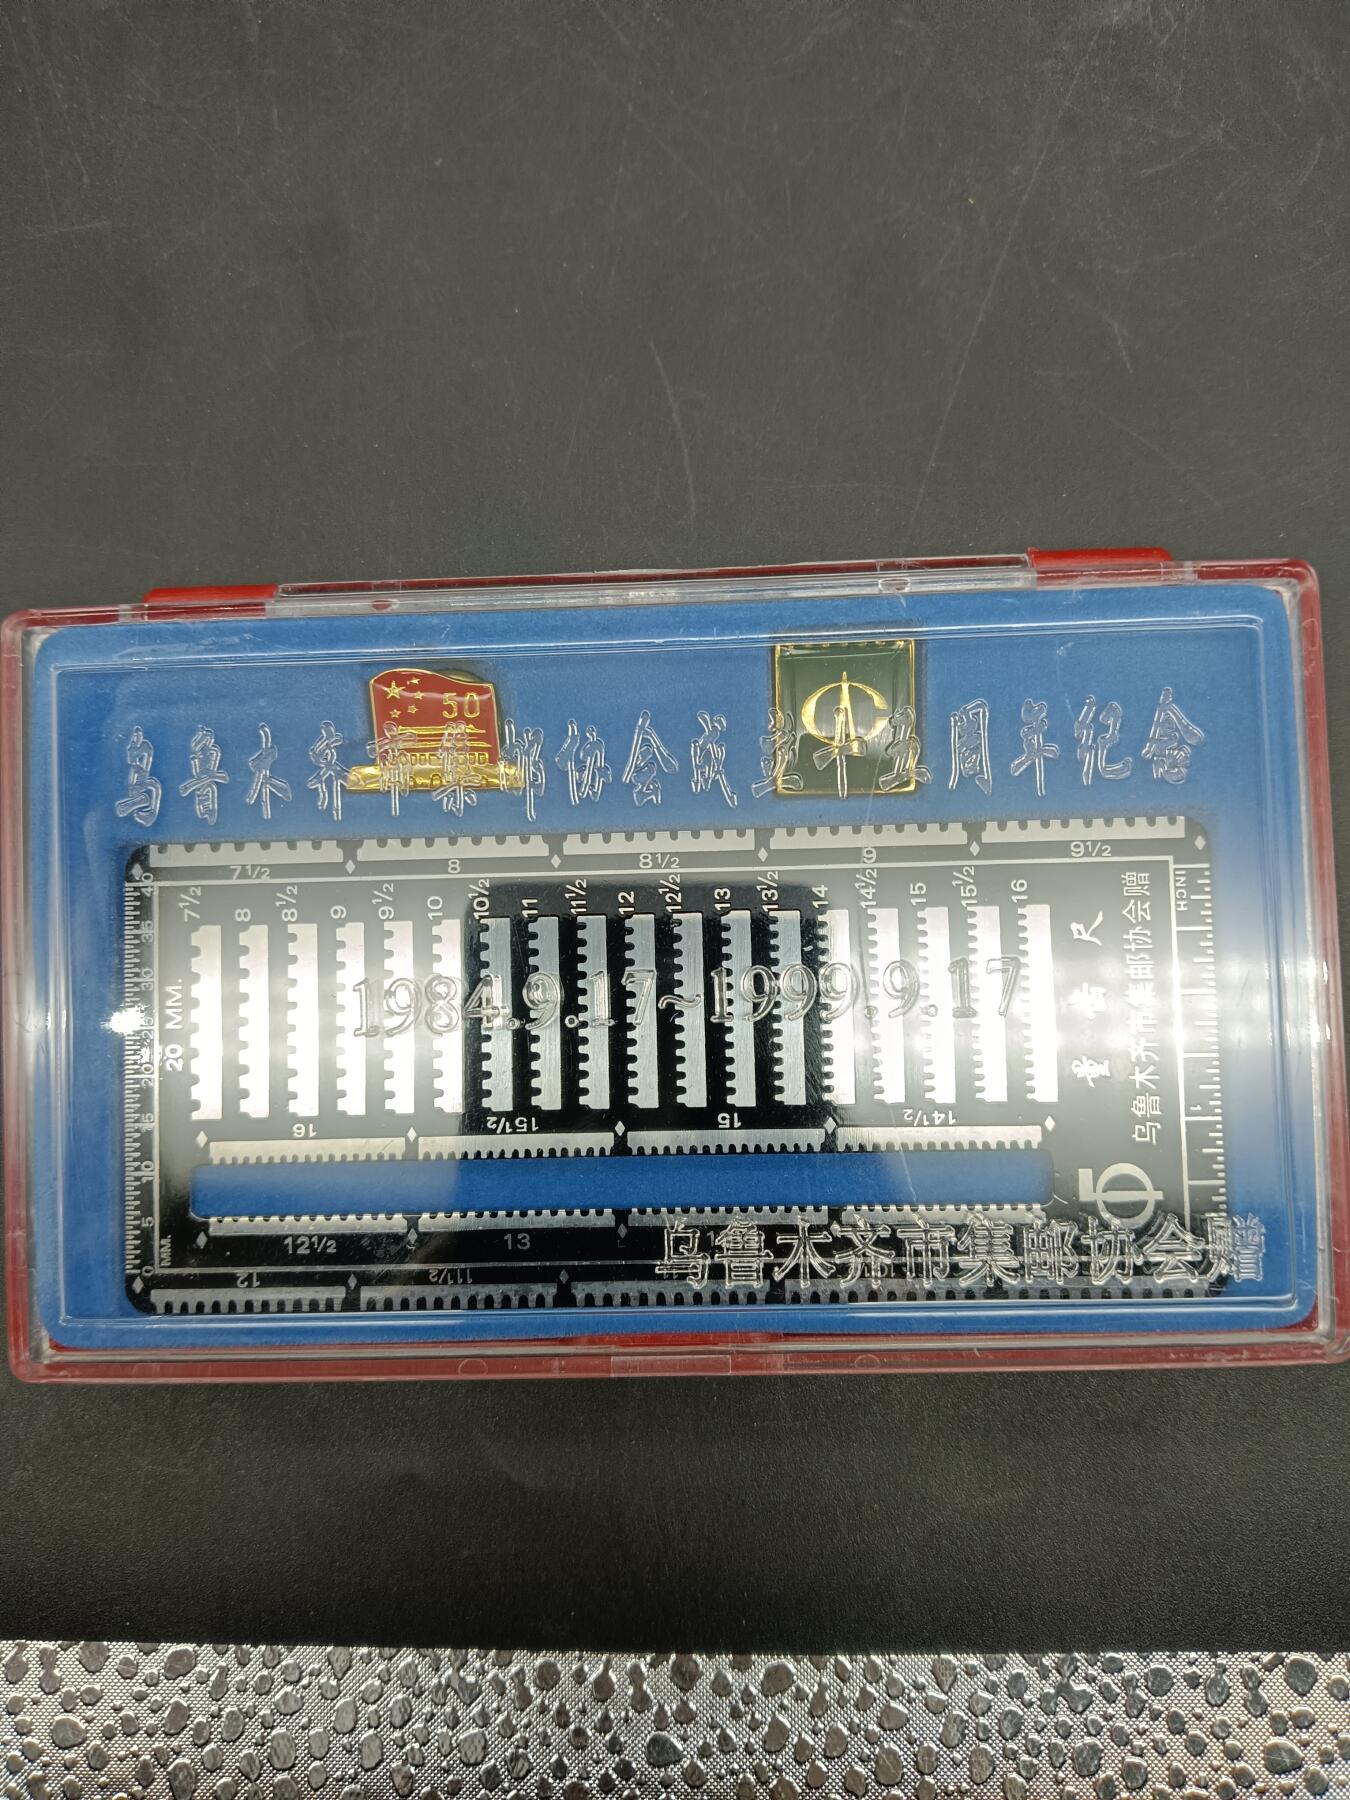 50
乌鲁木齐市集邮协会成立十五周年纪念
7½ 8 8½ 9 9½
7½ 8 8½ 9 9½ 10 10½ 11 11½ 12 12½ 13 13½ 14 14½ 15 15½ 16
40 35 30 25 20 15 10 5 0
MM.
20 MM.
1984.9.17~1999.9.17
量齿尺
乌鲁木齐市集邮协会赠
INCH
1
16 15½ 15 14½
12½ 13
12 11½ 11
乌鲁木齐市集邮协会赠